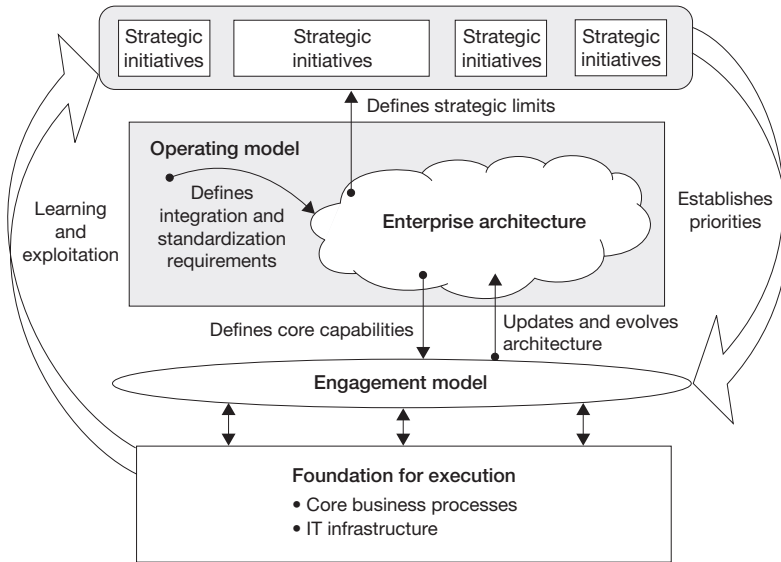 Strategic
initiatives
Strategic
initiatives
Strategic
initiatives
Strategic
initiatives
Defines strategic limits
Operating model
Defines
integration and
standardization
requirements
Enterprise architecture
Learning
and
exploitation
Establishes
priorities
Defines core capabilities
Updates and evolves
architecture
Engagement model
Foundation for execution
• Core business processes
• IT infrastructure